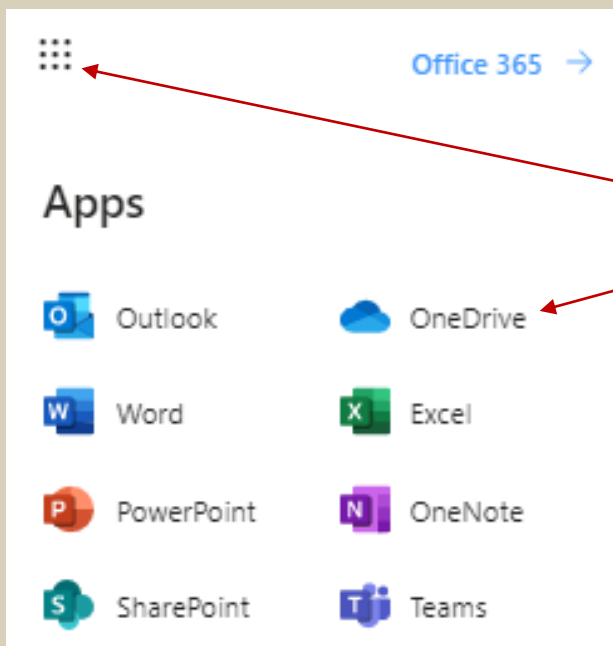 Office 365 →
Apps
O Outlook
OneDrive
W Word
X Excel
P PowerPoint
N OneNote
S SharePoint
T Teams